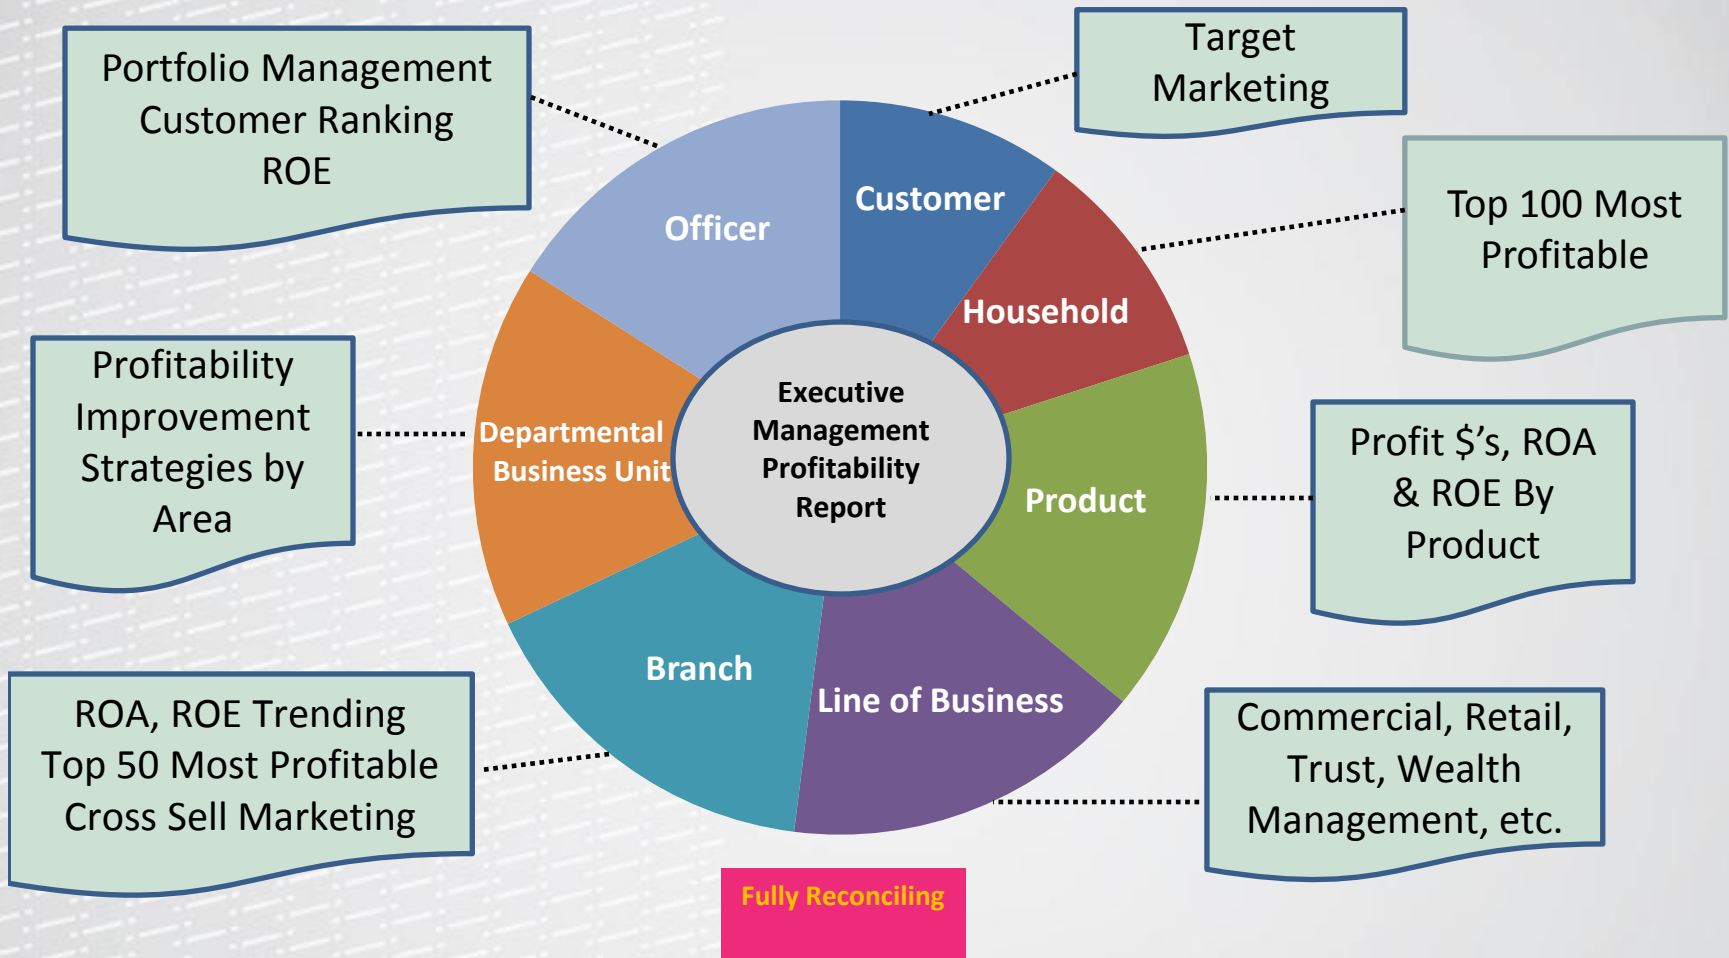 Portfolio Management
Customer Ranking
ROE
Target
Marketing
Top 100 Most
Profitable
Customer
Officer
Household
Profitability
Improvement
Strategies by
Area
Departmental
Business Unit
Executive
Management
Profitability
Report
Product
Profit $’s, ROA
& ROE By
Product
Branch
Line of Business
ROA, ROE Trending
Top 50 Most Profitable
Cross Sell Marketing
Commercial, Retail,
Trust, Wealth
Management, etc.
Fully Reconciling